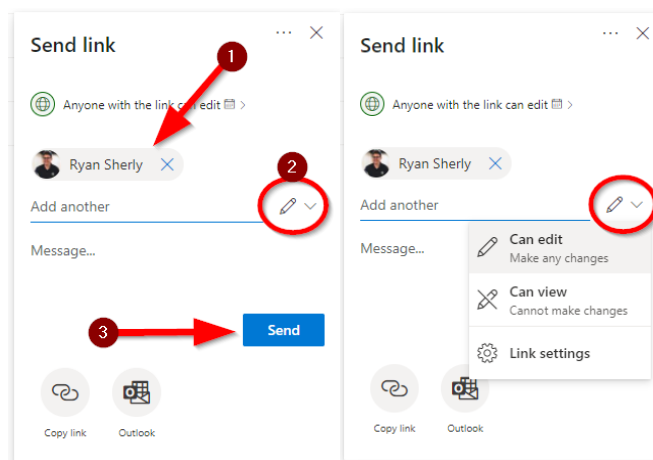 Send link
1
Anyone with the link can edit >
Ryan Sherly
2
Add another
Message...
3
Send
Copy link
Outlook
Send link
Anyone with the link can edit >
Ryan Sherly
Add another
Message...
Can edit
Make any changes
Can view
Cannot make changes
Link settings
Copy link
Outlook